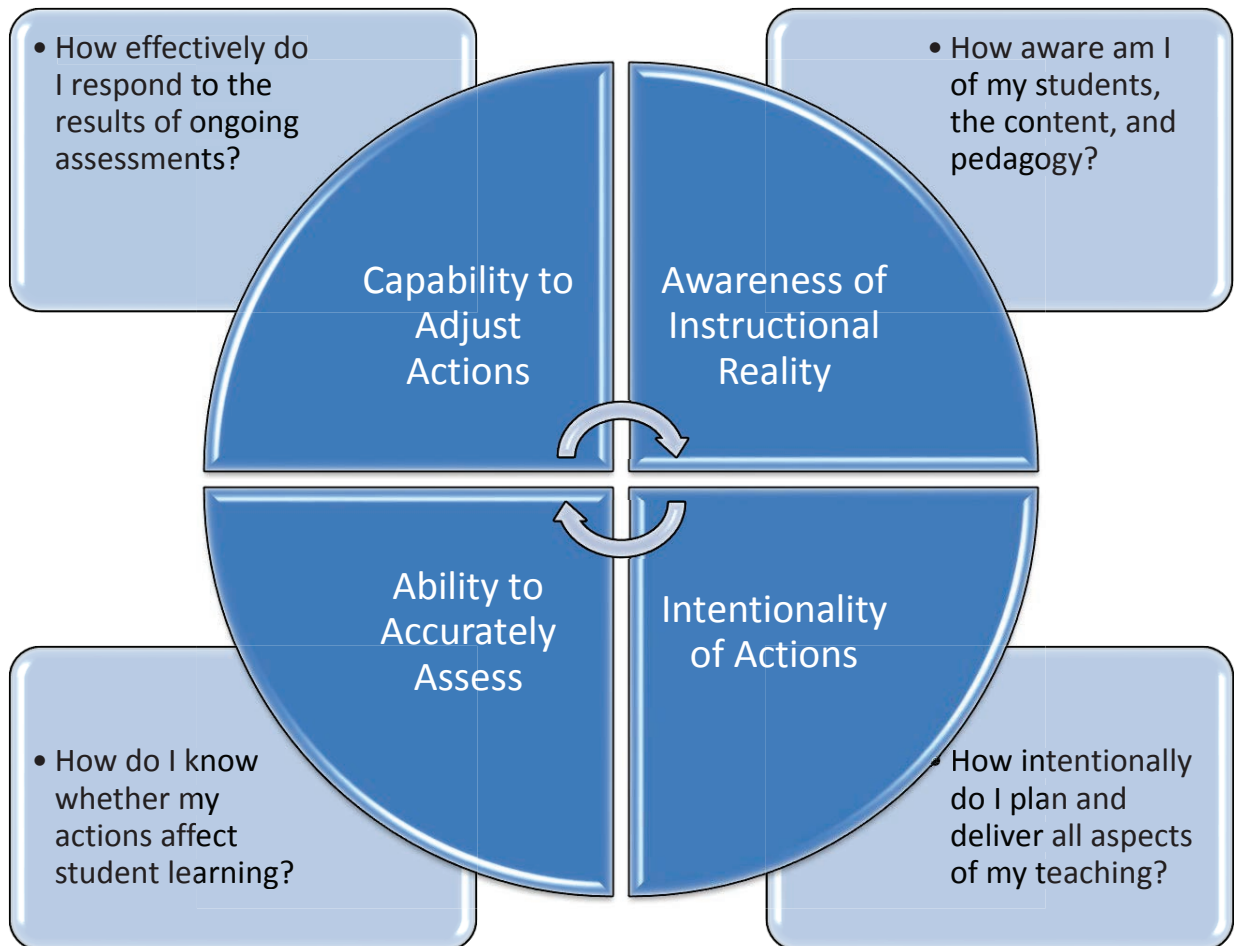 • How effectively do
I respond to the
results of ongoing
assessments?
• How aware am I
of my students,
the content, and
pedagogy?
Capability to
Adjust
Actions
Awareness of
Instructional
Reality
Ability to
Accurately
Assess
Intentionality
of Actions
• How do I know
whether my
actions affect
student learning?
• How intentionally
do I plan and
deliver all aspects
of my teaching?